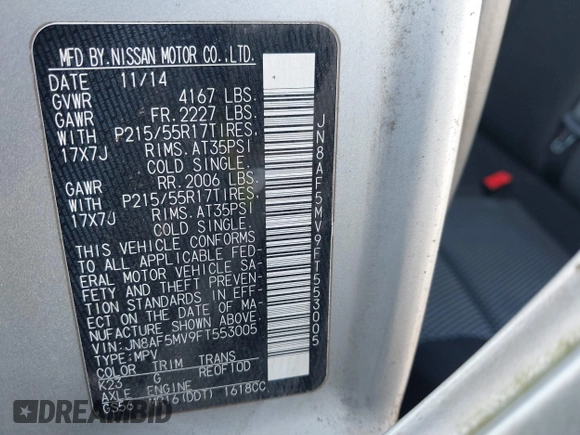 MFD BY.NISSAN MOTOR CO.,LTD.
DATE 11/14
GVWR 4167 LBS.
GAWR FR.2227 LBS.
WITH P215/55R17TIRES,
17X7J RIMS.AT35PSI
COLD SINGLE.
GAWR RR.2006 LBS.
WITH P215/55R17TIRES,
17X7J RIMS.AT35PSI
COLD SINGLE.
THIS VEHICLE CONFORMS
TO ALL APPLICABLE FED-
ERAL MOTOR VEHICLE SA-
FETY AND THEFT PREVEN-
TION STANDARDS IN EFF-
ECT ON THE DATE OF MA-
NUFACTURE SHOWN ABOVE.
VIN:JN8AF5MV9FT553005
TYPE:MPV
COLOR TRIM TRANS
K23 G RE0F10D
AXLE ENGINE
GS56 (DDT) 1618CC
JN8AF5MV9FT553005
DREAMBID